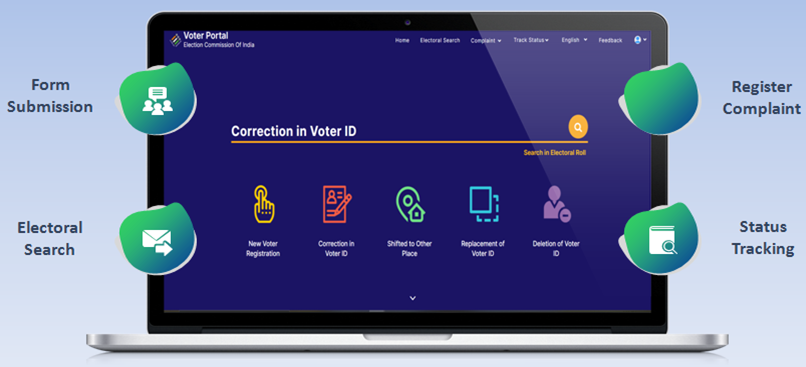 Voter Portal
Election Commission Of India
Home Electoral Search Complaint Track Status English Feedback
Form
Submission
Register
Complaint
Correction in Voter ID
Search in Electoral Roll
Electoral
Search
Status
Tracking
New Voter
Registration
Correction in
Voter ID
Shifted to Other
Place
Replacement of
Voter ID
Deletion of Voter
ID